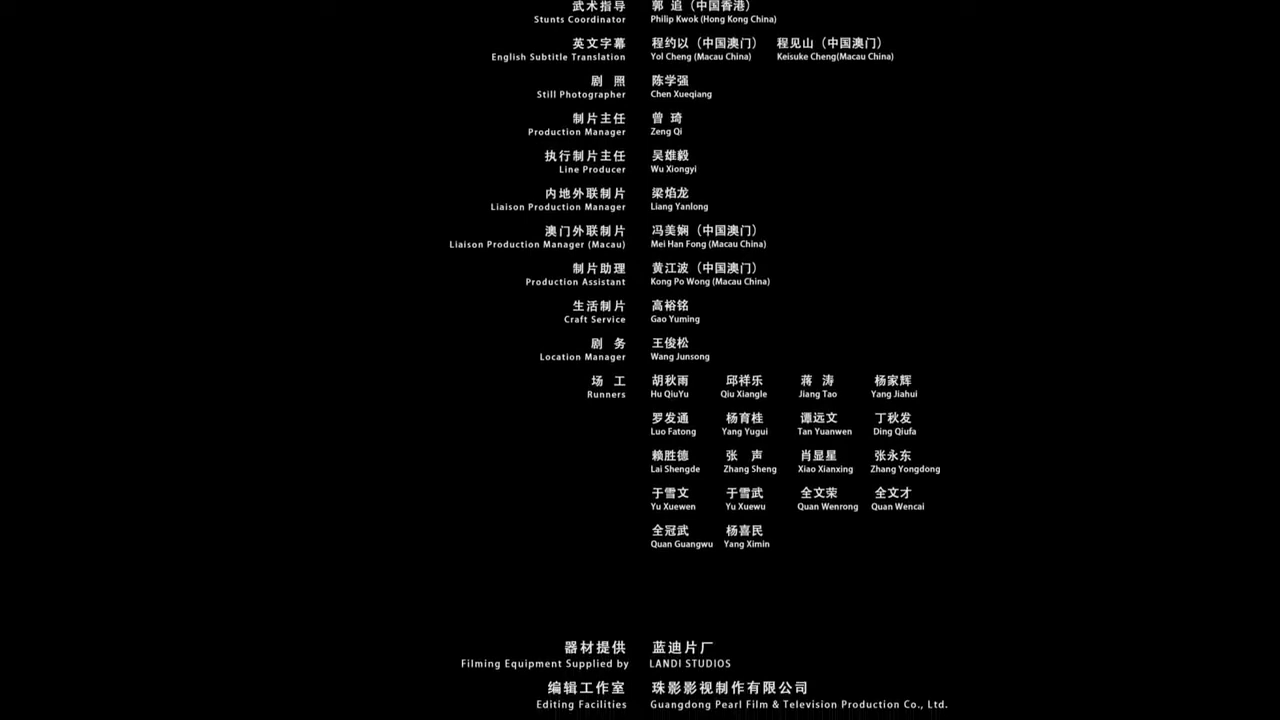 武术指导 郭 追（中国香港）
Stunts Coordinator Philip Kwok (Hong Kong China)
英文字幕 程约以（中国澳门） 程见山（中国澳门）
English Subtitle Translation Yol Cheng (Macau China) Keisuke Cheng(Macau China)
剧 照 陈学强
Still Photographer Chen Xueqiang
制片主任 曾 琦
Production Manager Zeng Qi
执行制片主任 吴雄毅
Line Producer Wu Xiongyi
内地外联制片 梁焰龙
Liaison Production Manager Liang Yanlong
澳门外联制片 冯美娴（中国澳门）
Liaison Production Manager (Macau) Mei Han Fong (Macau China)
制片助理 黄江波（中国澳门）
Production Assistant Kong Po Wong (Macau China)
生活制片 高裕铭
Craft Service Gao Yuming
剧 务 王俊松
Location Manager Wang Junsong
场 工 胡秋雨 邱祥乐 蒋 涛 杨家辉
Runners Hu QiuYu Qiu Xiangle Jiang Tao Yang Jiahui
罗发通 杨育桂 谭远文 丁秋发
Luo Fatong Yang Yugui Tan Yuanwen Ding Qiufa
赖胜德 张 声 肖显星 张永东
Lai Shengde Zhang Sheng Xiao Xianxing Zhang Yongdong
于雪文 于雪武 全文荣 全文才
Yu Xuewen Yu Xuewu Quan Wenrong Quan Wencai
全冠武 杨喜民
Quan Guangwu Yang Ximin
器材提供 蓝迪片厂
Filming Equipment Supplied by LANDI STUDIOS
编辑工作室 珠影影视制作有限公司
Editing Facilities Guangdong Pearl Film & Television Production Co., Ltd.